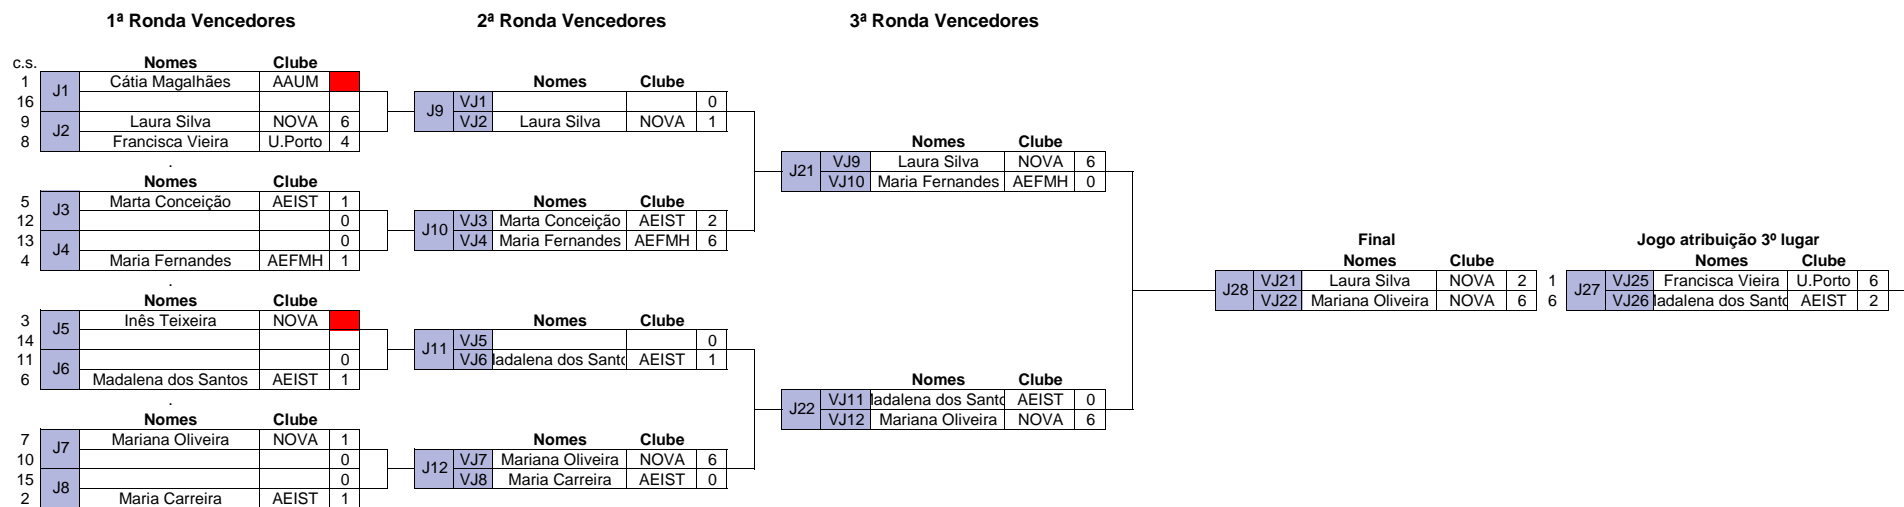 1ª Ronda Vencedores 2ª Ronda Vencedores 3ª Ronda Vencedores
c.s. Nomes Clube
1 J1 Cátia Magalhães AAUM
16
9 J2 Laura Silva NOVA 6
8 Francisca Vieira U.Porto 4
.
Nomes Clube
5 J3 Marta Conceição AEIST 1
12 0
13 J4 0
4 Maria Fernandes AEFMH 1
.
Nomes Clube
3 J5 Inês Teixeira NOVA
14
11 J6 0
6 Madalena dos Santos AEIST 1
.
Nomes Clube
7 J7 Mariana Oliveira NOVA 1
10 0
15 J8 0
2 Maria Carreira AEIST 1
Nomes Clube
J9 VJ1 0
VJ2 Laura Silva NOVA 1
Nomes Clube
J10 VJ3 Marta Conceição AEIST 2
VJ4 Maria Fernandes AEFMH 6
Nomes Clube
J11 VJ5 0
VJ6 adalena dos Sant AEIST 1
Nomes Clube
J12 VJ7 Mariana Oliveira NOVA 6
VJ8 Maria Carreira AEIST 0
Nomes Clube
J21 VJ9 Laura Silva NOVA 6
VJ10 Maria Fernandes AEFMH 0
Nomes Clube
J22 VJ11 adalena dos Sant AEIST 0
VJ12 Mariana Oliveira NOVA 6
Final
Nomes Clube
J28 VJ21 Laura Silva NOVA 2 1
VJ22 Mariana Oliveira NOVA 6 6
Jogo atribuição 3º lugar
Nomes Clube
J27 VJ25 Francisca Vieira U.Porto 6
VJ26 adalena dos Sant AEIST 2